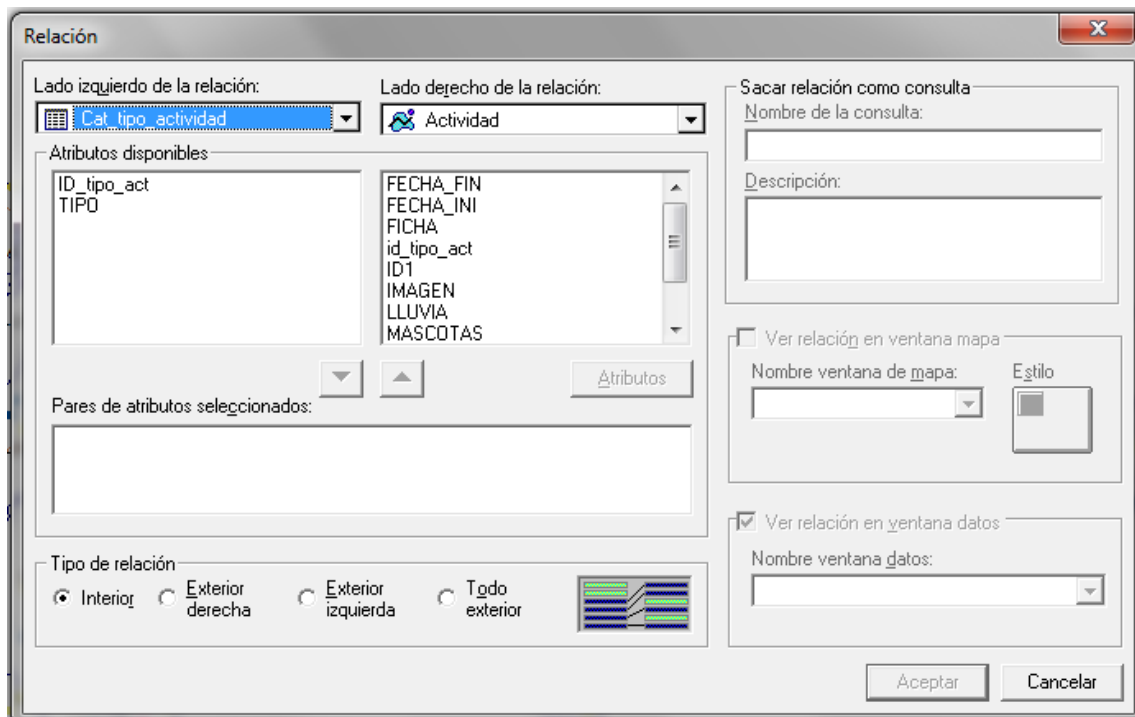 Relación
Lado izquierdo de la relación:
Cat_tipo_actividad
Lado derecho de la relación:
Actividad
Atributos disponibles
ID_tipo_act
TIPO
FECHA_FIN
FECHA_INI
FICHA
id_tipo_act
ID1
IMAGEN
LLUVIA
MASCOTAS
Atributos
Pares de atributos seleccionados:
Tipo de relación
Interior
Exterior
derecha
Exterior
izquierda
Todo
exterior
Sacar relación como consulta
Nombre de la consulta:
Descripción:
Ver relación en ventana mapa
Nombre ventana de mapa:
Estilo
Ver relación en ventana datos
Nombre ventana datos:
Aceptar
Cancelar